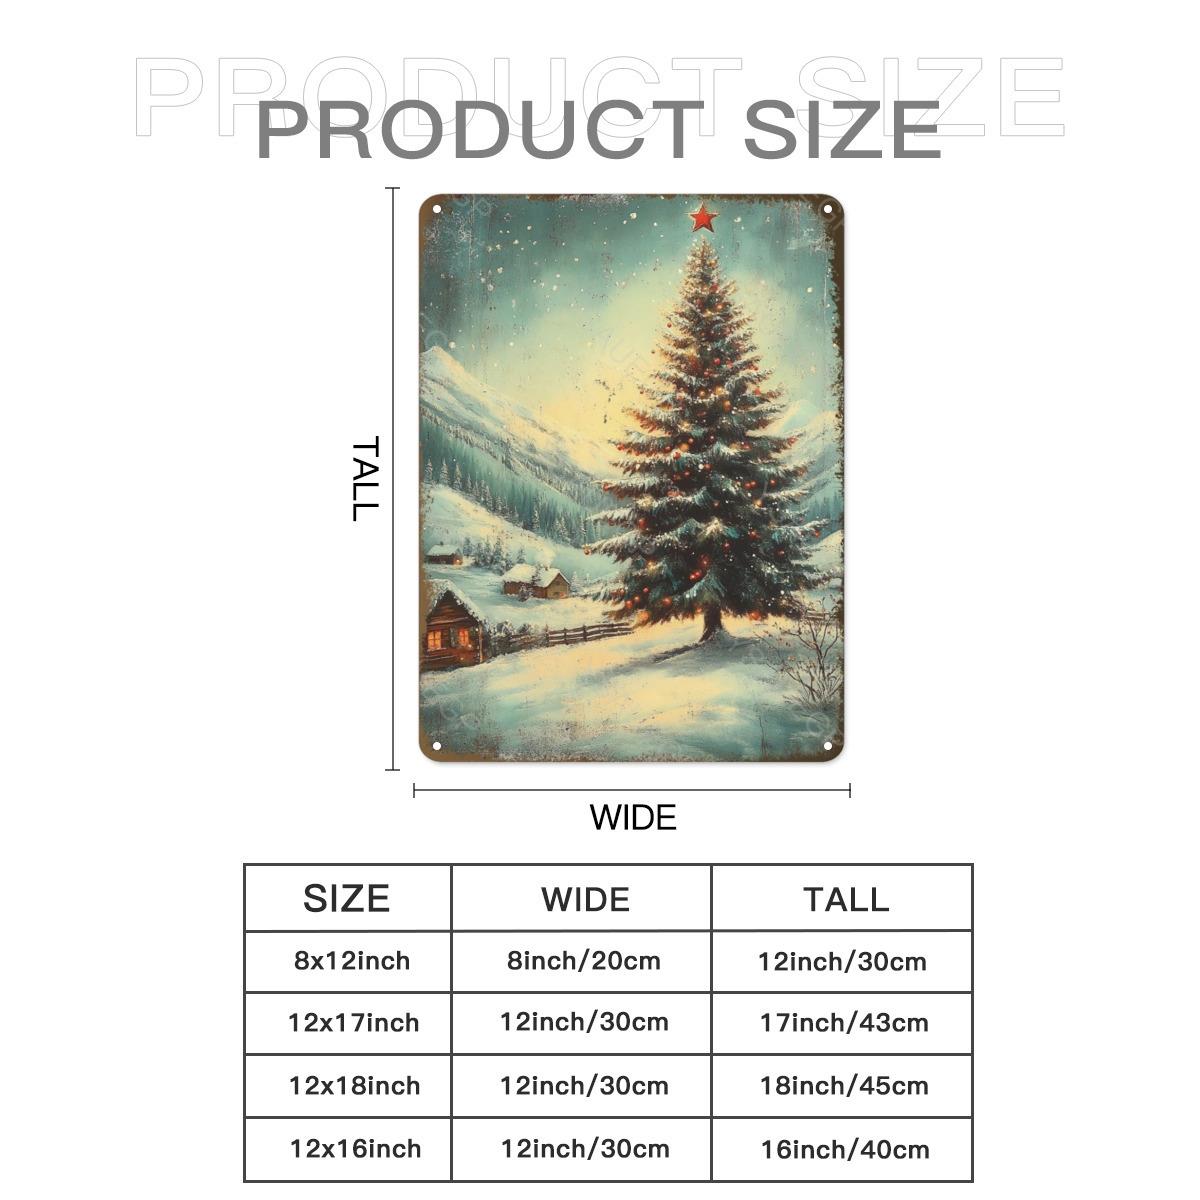 PRODUCT SIZE
PRODUCT SIZE
TALL
WIDE
SIZE WIDE TALL
8x12inch 8inch/20cm 12inch/30cm
12x17inch 12inch/30cm 17inch/43cm
12x18inch 12inch/30cm 18inch/45cm
12x16inch 12inch/30cm 16inch/40cm